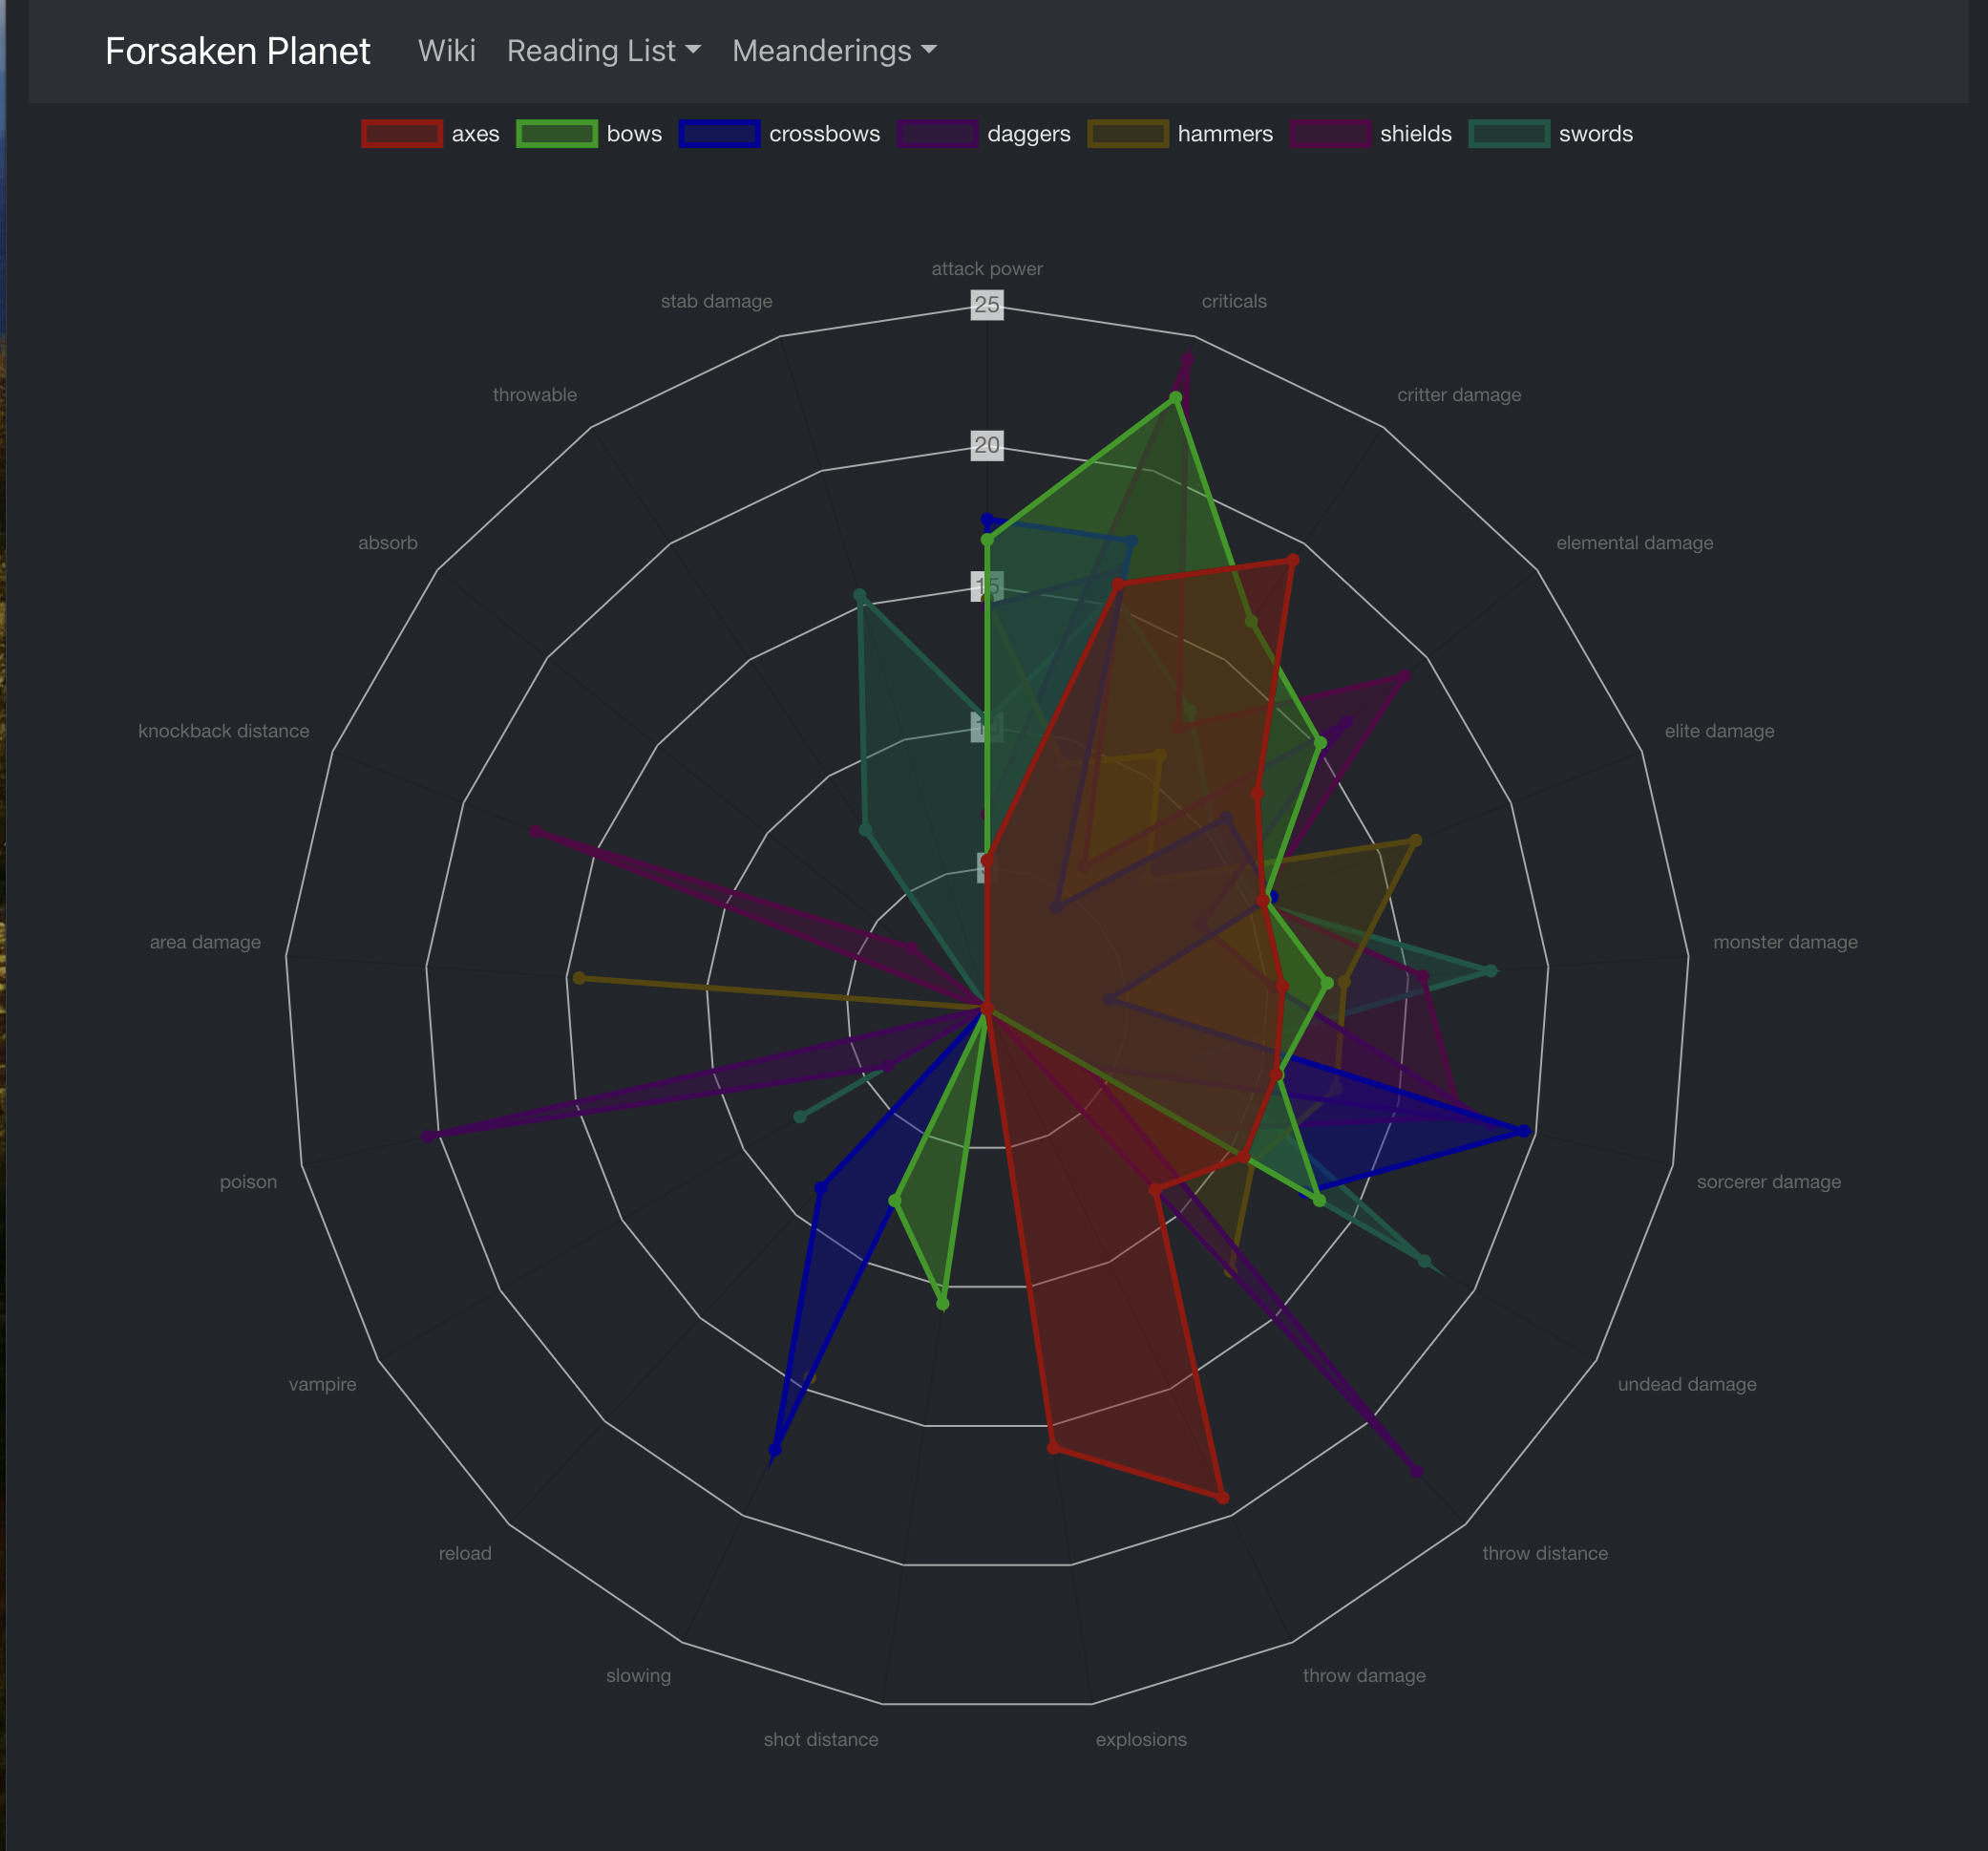 Forsaken Planet Wiki Reading List Meanderings
axes bows crossbows daggers hammers shields swords
attack power
stab damage
criticals
25
throwable
critter damage
20
absorb
elemental damage
15
knockback distance
elite damage
10
area damage
monster damage
5
poison
sorcerer damage
vampire
undead damage
reload
throw distance
slowing
throw damage
shot distance
explosions